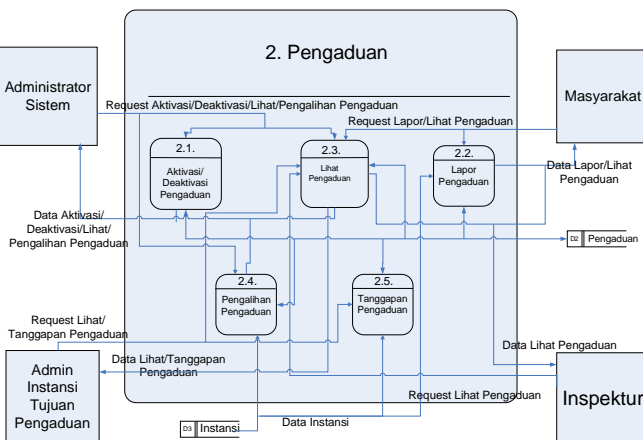 2. Pengaduan
Administrator
Sistem
Masyarakat
Request Aktivasi/Deaktivasi/Lihat/Pengalihan Pengaduan
Request Lapor/Lihat Pengaduan
2.1.
Aktivasi/
Deaktivasi
Pengaduan
2.3.
Lihat
Pengaduan
2.2.
Lapor
Pengaduan
Data Lapor/Lihat
Pengaduan
Data Aktivasi/
Deaktivasi/Lihat/
Pengalihan Pengaduan
D2 Pengaduan
2.4.
Pengalihan
Pengaduan
2.5.
Tanggapan
Pengaduan
Request Lihat/
Tanggapan Pengaduan
Data Lihat Pengaduan
Data Lihat/Tanggapan
Pengaduan
Admin
Instansi
Tujuan
Pengaduan
Request Lihat Pengaduan
Inspektur
D3 Instansi
Data Instansi